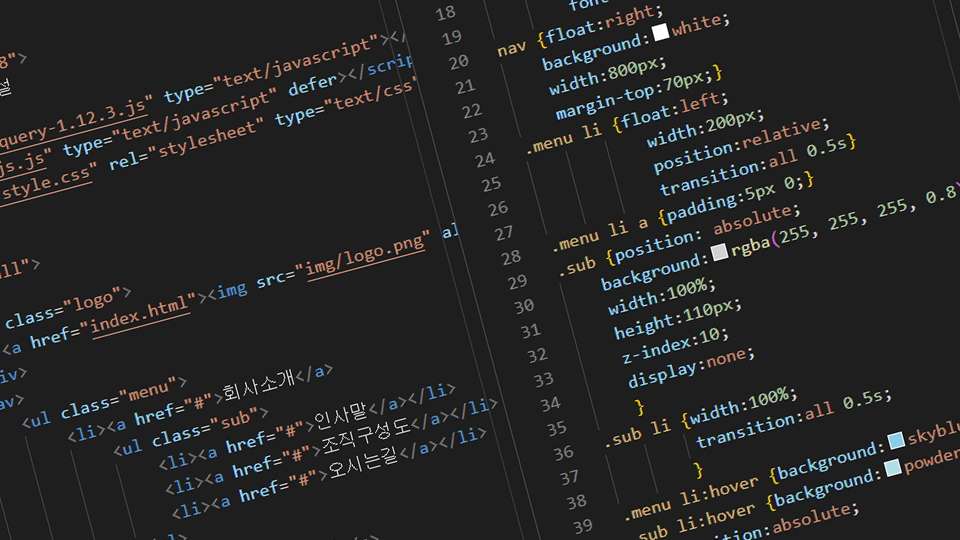 8">
설
query-1.12.3.js" type="text/javascript"></
js.js" type="text/javascript" defer></scrip
style.css" rel="stylesheet" type="text/css"
all">
class="logo">
<a href="index.html"><img src="img/logo.png" al
iv>
av>
<ul class="menu">
<li><a href="#">회사소개</a>
<ul class="sub">
<li><a href="#">인사말</a></li>
<li><a href="#">조직구성도</a></li>
<li><a href="#">오시는길</a></li>
18 font
19 nav {float:right;
20 background:white;
21 width:800px;
22 margin-top:70px;}
23 .menu li {float:left;
24 width:200px;
25 position:relative;
26 transition:all 0.5s}
27 .menu li a {padding:5px 0;}
28 .sub {position: absolute;
29 background:rgba(255, 255, 255, 0.8)
30 width:100%;
31 height:110px;
32 z-index:10;
33 display:none;
34 }
35 .sub li {width:100%;
36 transition:all 0.5s;
37 }
38 .menu li:hover {background:skyblu
39 sub li:hover {background:powder
tion:absolute;